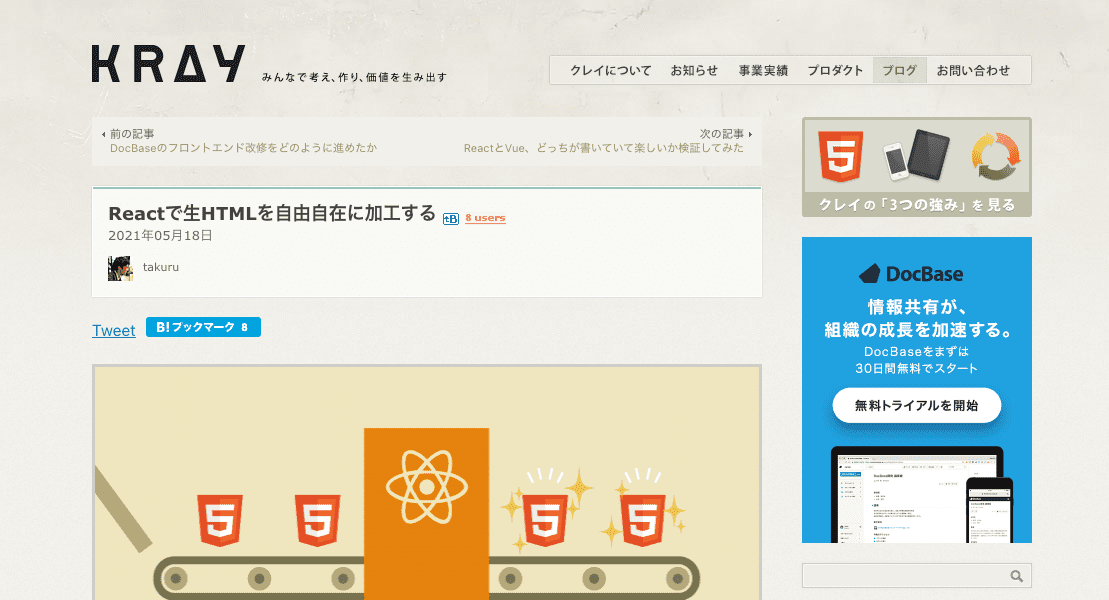 KRAY
みんなで考え、作り、価値を生み出す
クレイについて
お知らせ
事業実績
プロダクト
ブログ
お問い合わせ
前の記事
DocBaseのフロントエンド改修をどのように進めたか
次の記事
ReactとVue、どっちが書いていて楽しいか検証してみた
Reactで生HTMLを自由自在に加工する
8 users
2021年05月18日
takuru
Tweet
B!ブックマーク 8
5
5
5
5
5
クレイの「3つの強み」を見る
DocBase
情報共有が、
組織の成長を加速する。
DocBaseをまずは
30日間無料でスタート
無料トライアルを開始